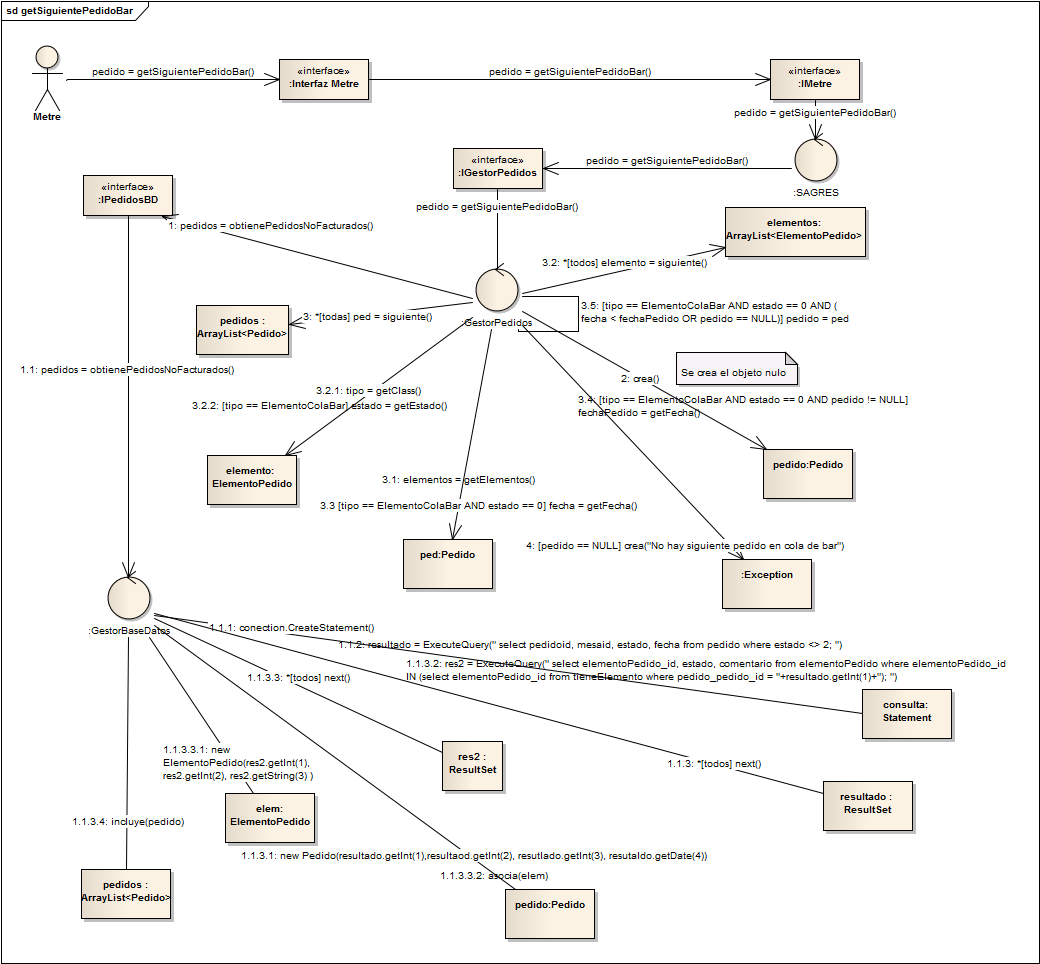 sd getSiguientePedidoBar
Metre
pedido = getSiguientePedidoBar()
«interface»
:Interfaz Metre
pedido = getSiguientePedidoBar()
«interface»
:IMetre
pedido = getSiguientePedidoBar()
:SAGRES
pedido = getSiguientePedidoBar()
«interface»
:IGestorPedidos
pedido = getSiguientePedidoBar()
«interface»
:IPedidosBD
1: pedidos = obtienePedidosNoFacturados()
elementos:
ArrayList<ElementoPedido>
3.2: *[todos] elemento = siguiente()
:GestorPedidos
3.5: [tipo == ElementoColaBar AND estado == 0 AND (
fecha < fechaPedido OR pedido == NULL)] pedido = ped
pedidos :
ArrayList<Pedido>
3: *[todas] ped = siguiente()
1.1: pedidos = obtienePedidosNoFacturados()
Se crea el objeto nulo
2: crea()
3.2.1: tipo = getClass()
3.2.2: [tipo == ElementoColaBar] estado = getEstado()
3.4: [tipo == ElementoColaBar AND estado == 0 AND pedido != NULL]
fechaPedido = getFecha()
elemento:
ElementoPedido
pedido:Pedido
3.1: elementos = getElementos()
3.3 [tipo == ElementoColaBar AND estado == 0] fecha = getFecha()
ped:Pedido
4: [pedido == NULL] crea("No hay siguiente pedido en cola de bar")
:Exception
:GestorBaseDatos
1.1.1: conection.CreateStatement()
1.1.2: resultado = ExecuteQuery(" select pedidoid, mesaid, estado, fecha from pedido where estado <> 2; ")
1.1.3.2: res2 = ExecuteQuery(" select elementoPedido_id, estado, comentario from elementoPedido where elementoPedido_id
IN (select elementoPedido_id from tieneElemento where pedido_pedido_id = "+resultado.getInt(1)+"); ")
1.1.3.3: *[todos] next()
consulta:
Statement
1.1.3.3.1: new
ElementoPedido(res2.getInt(1),
res2.getInt(2), res2.getString(3) )
res2 :
ResultSet
1.1.3: *[todos] next()
resultado :
ResultSet
elem:
ElementoPedido
1.1.3.4: incluye(pedido)
1.1.3.1: new Pedido(resultado.getInt(1),resultaod.getInt(2), resutlado.getInt(3), resutaldo.getDate(4))
1.1.3.3.2: asocia(elem)
pedidos :
ArrayList<Pedido>
pedido:Pedido